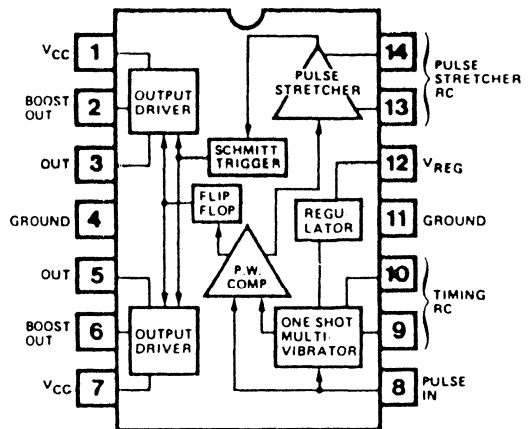 VCC 1
BOOST OUT 2
OUT 3
GROUND 4
OUT 5
BOOST OUT 6
VCC 7
OUTPUT
DRIVER
SCHMITT
TRIGGER
FLIP
FLOP
PULSE
STRETCHER
REGU
LATOR
P.W.
COMP
OUTPUT
DRIVER
ONE SHOT
MULTI-
VIBRATOR
14
13
PULSE
STRETCHER
RC
12 VREG
11 GROUND
10
9
TIMING
RC
8 PULSE
IN